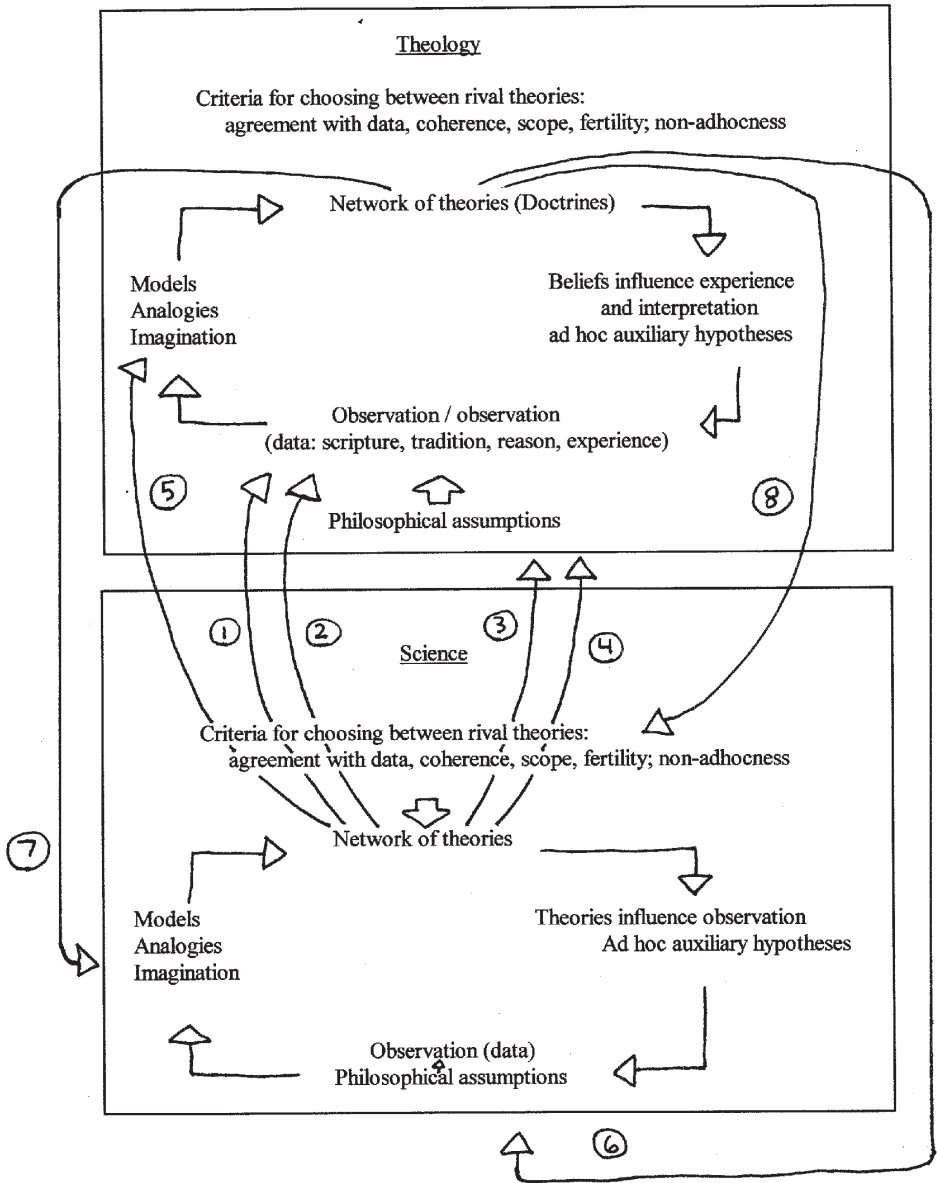 Theology
Criteria for choosing between rival theories:
agreement with data, coherence, scope, fertility; non-adhocness
Network of theories (Doctrines)
Models
Analogies
Imagination
Beliefs influence experience
and interpretation
ad hoc auxiliary hypotheses
Observation / observation
(data: scripture, tradition, reason, experience)
5
8
Philosophical assumptions
1
2
3
4
Science
Criteria for choosing between rival theories:
agreement with data, coherence, scope, fertility; non-adhocness
Network of theories
7
Models
Analogies
Imagination
Theories influence observation
Ad hoc auxiliary hypotheses
Observation (data)
Philosophical assumptions
6